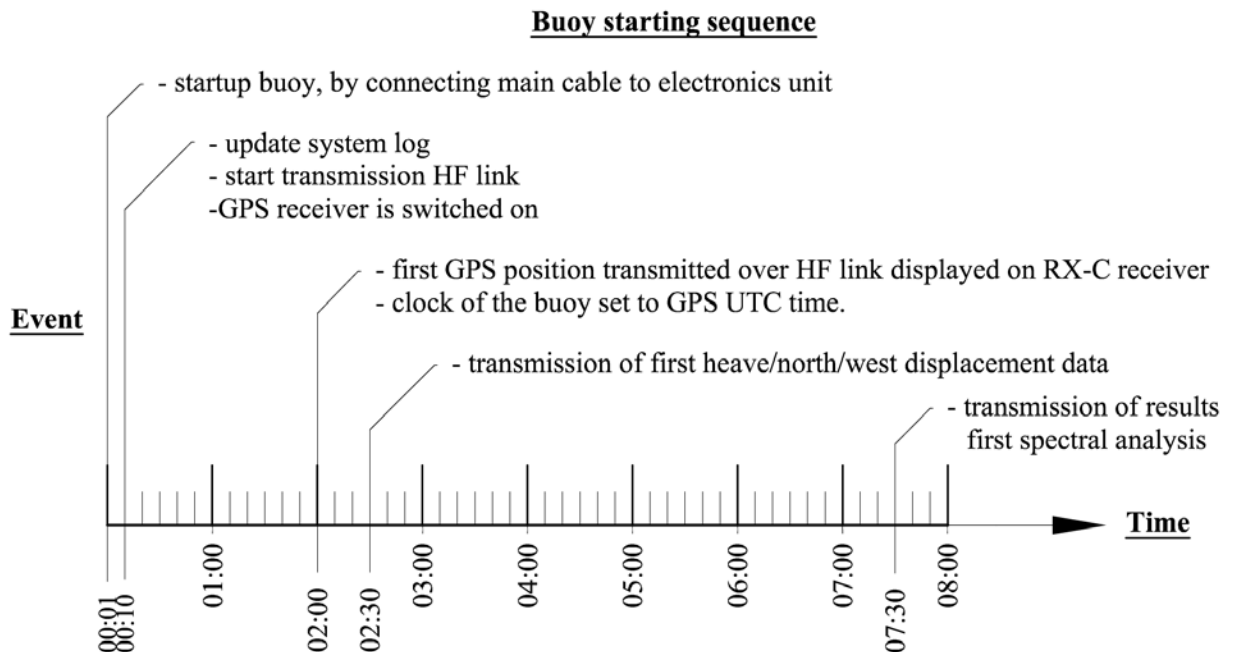 Buoy starting sequence
- startup buoy, by connecting main cable to electronics unit
- update system log
- start transmission HF link
-GPS receiver is switched on
- first GPS position transmitted over HF link displayed on RX-C receiver
- clock of the buoy set to GPS UTC time.
Event
- transmission of first heave/north/west displacement data
- transmission of results
first spectral analysis
Time
00:01
00:10
01:00
02:00
02:30
03:00
04:00
05:00
06:00
07:00
07:30
08:00